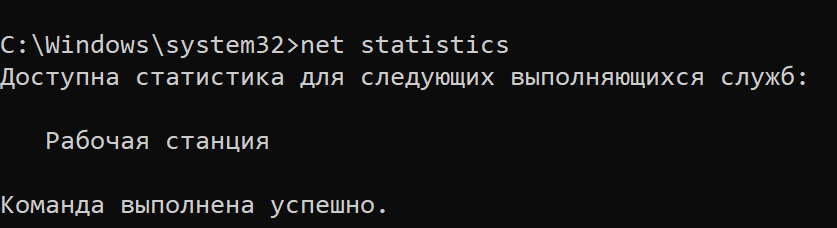 C:\Windows\system32>net statistics
Доступна статистика для следующих выполняющихся служб:
Рабочая станция
Команда выполнена успешно.